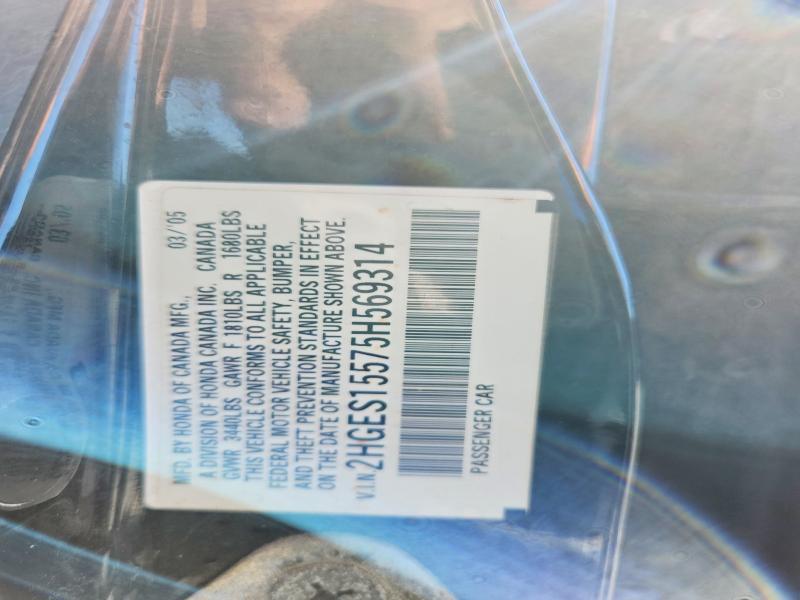 MFD. BY HONDA OF CANADA MFG., 03/'05
A DIVISION OF HONDA CANADA INC. CANADA
GVWR 3440LBS GAWR F 1810LBS R 1680LBS
THIS VEHICLE CONFORMS TO ALL APPLICABLE
FEDERAL MOTOR VEHICLE SAFETY, BUMPER,
AND THEFT PREVENTION STANDARDS IN EFFECT
ON THE DATE OF MANUFACTURE SHOWN ABOVE.
V.I.N. 2HGES15575H569314
PASSENGER CAR